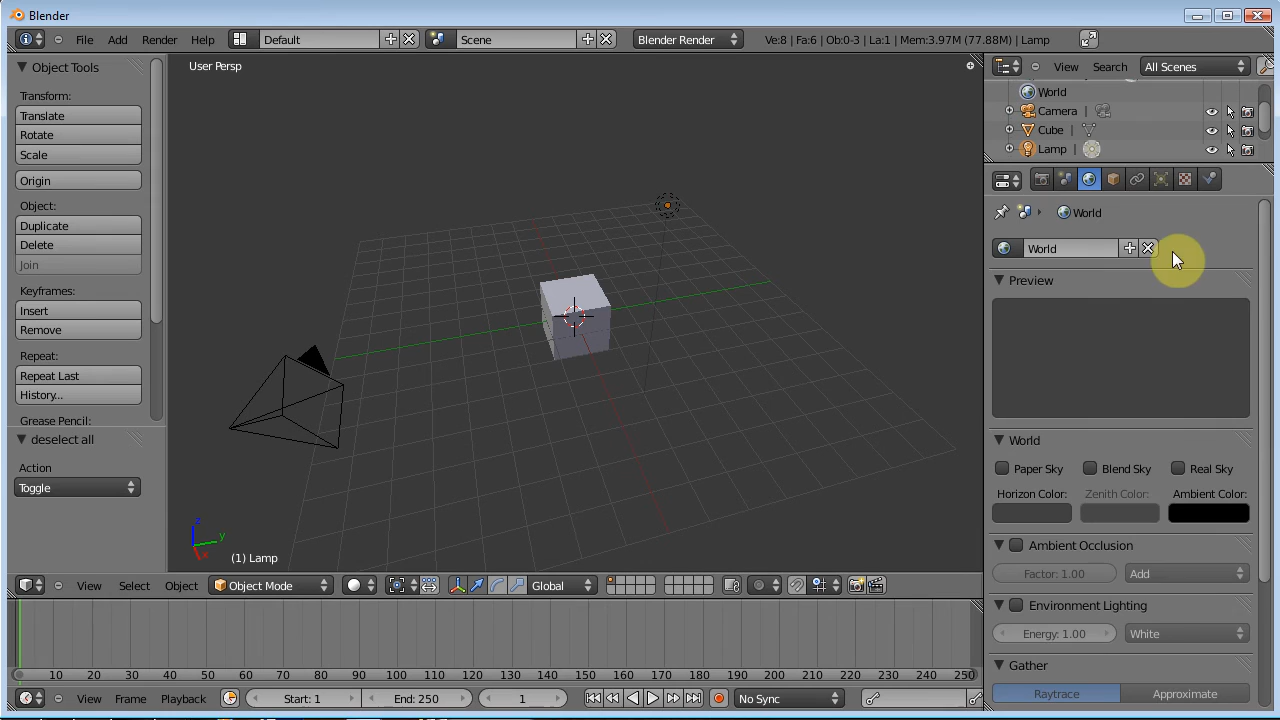 Blender
File Add Render Help Default Scene Blender Render Ve:8 | Fa:6 | Ob:0-3 | La:1 | Mem:3.97M (77.88M) | Lamp
Object Tools
Transform:
Translate
Rotate
Scale
Origin
Object:
Duplicate
Delete
Join
Keyframes:
Insert
Remove
Repeat:
Repeat Last
History...
Grease Pencil:
deselect all
Action
Toggle
User Persp
z
y
x
(1) Lamp
View Select Object Object Mode Global
10 20 30 40 50 60 70 80 90 100 110 120 130 140 150 160 170 180 190 200 210 220 230 240 250
View Frame Playback Start: 1 End: 250 1 No Sync
View Search All Scenes
World
Camera
Cube
Lamp
World
World
Preview
World
Paper Sky Blend Sky Real Sky
Horizon Color: Zenith Color: Ambient Color:
Ambient Occlusion
Factor: 1.00 Add
Environment Lighting
Energy: 1.00 White
Gather
Raytrace Approximate